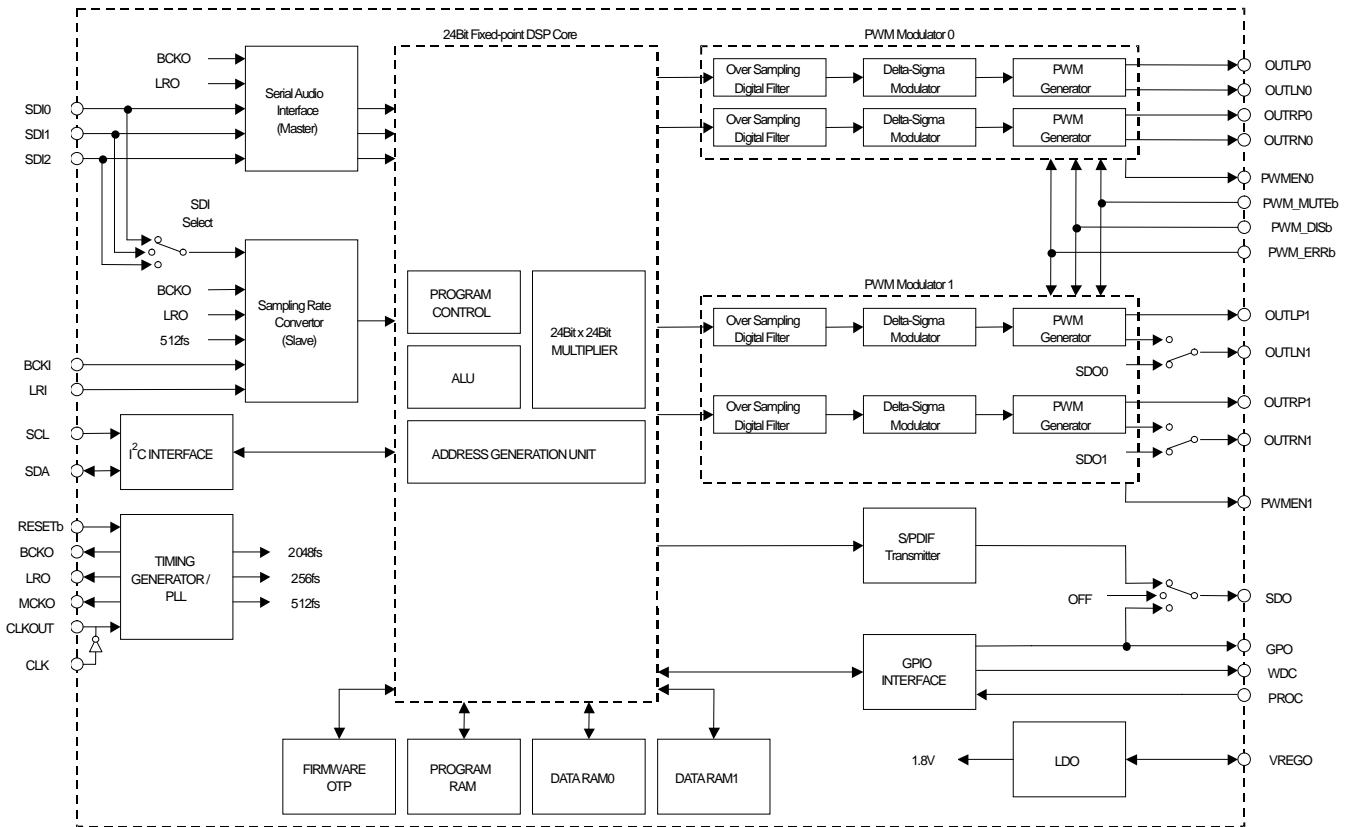 24Bit Fixed-point DSP Core
PWM Modulator 0
BCKO
LRO
SDI0
SDI1
SDI2
Serial Audio
Interface
(Master)
SDI
Select
BCKO
LRO
512fs
BCKI
LRI
Sampling Rate
Convertor
(Slave)
SCL
SDA
I2C INTERFACE
RESETb
BCKO
LRO
MCKO
CLKOUT
CLK
TIMING
GENERATOR /
PLL
2048fs
256fs
512fs
PROGRAM
CONTROL
ALU
24Bit x 24Bit
MULTIPLIER
ADDRESS GENERATION UNIT
FIRMWARE
OTP
PROGRAM
RAM
DATA RAM0
DATA RAM1
Over Sampling
Digital Filter
Delta-Sigma
Modulator
PWM
Generator
Over Sampling
Digital Filter
Delta-Sigma
Modulator
PWM
Generator
OUTLP0
OUTLN0
OUTRP0
OUTRN0
PWMEN0
PWM_MUTEb
PWM_DISb
PWM_ERRb
PWM Modulator 1
Over Sampling
Digital Filter
Delta-Sigma
Modulator
PWM
Generator
SDO0
Over Sampling
Digital Filter
Delta-Sigma
Modulator
PWM
Generator
SDO1
OUTLP1
OUTLN1
OUTRP1
OUTRN1
PWMEN1
S/PDIF
Transmitter
OFF
SDO
GPIO
INTERFACE
GPO
WDC
PROC
1.8V
LDO
VREGO